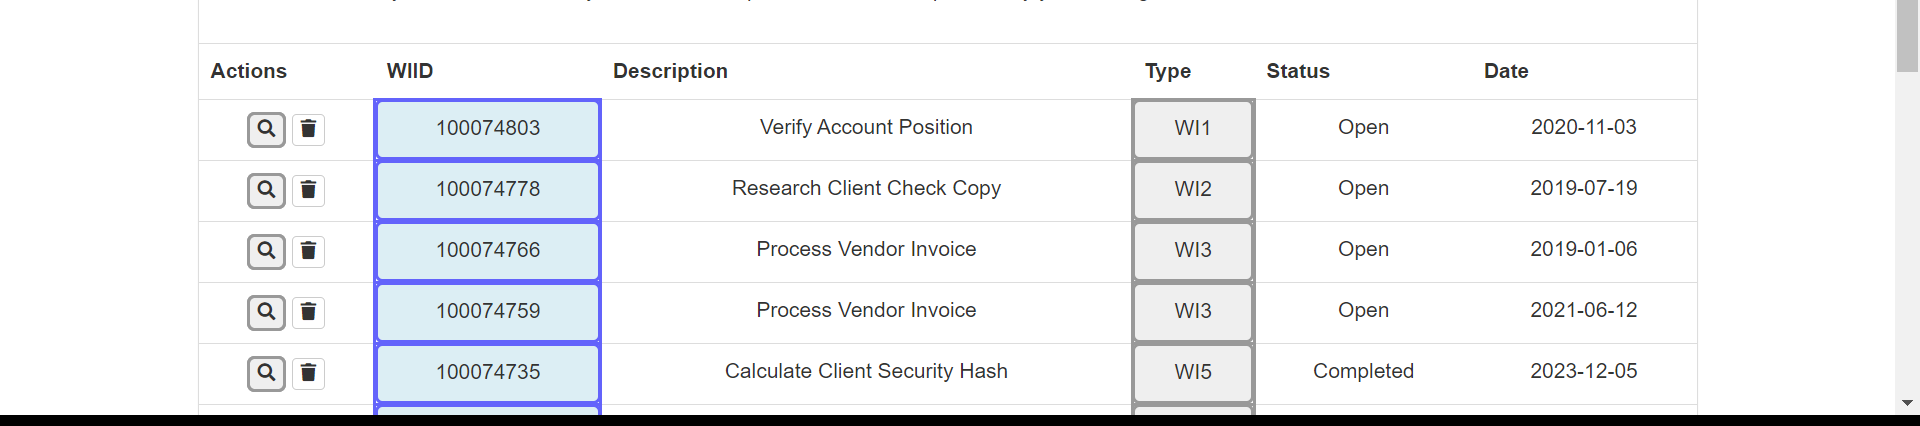 Actions WIID Description Type Status Date
100074803 Verify Account Position WI1 Open 2020-11-03
100074778 Research Client Check Copy WI2 Open 2019-07-19
100074766 Process Vendor Invoice WI3 Open 2019-01-06
100074759 Process Vendor Invoice WI3 Open 2021-06-12
100074735 Calculate Client Security Hash WI5 Completed 2023-12-05